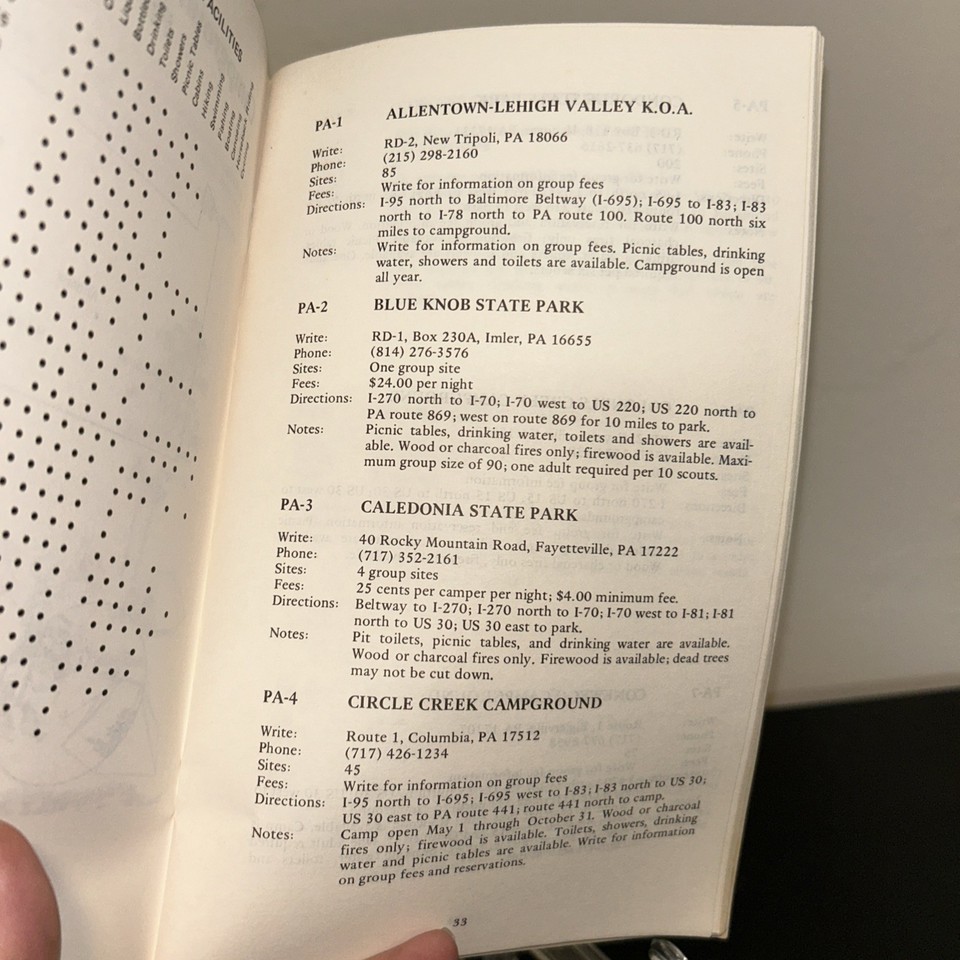 FACILITIES
Drinking
Toilets
Showers
Picnic Tables
Cabins
Hiking
Swimming
Fishing
Boating
PA-1 ALLENTOWN-LEHIGH VALLEY K.O.A.
Write: RD-2, New Tripoli, PA 18066
Phone: (215) 298-2160
Sites: 85
Fees: Write for information on group fees
Directions: I-95 north to Baltimore Beltway (I-695); I-695 to I-83; I-83
north to I-78 north to PA route 100. Route 100 north six
miles to campground.
Notes: Write for information on group fees. Picnic tables, drinking
water, showers and toilets are available. Campground is open
all year.
PA-2 BLUE KNOB STATE PARK
Write: RD-1, Box 230A, Imler, PA 16655
Phone: (814) 276-3576
Sites: One group site
Fees: $24.00 per night
Directions: I-270 north to I-70; I-70 west to US 220; US 220 north to
PA route 869; west on route 869 for 10 miles to park.
Notes: Picnic tables, drinking water, toilets and showers are avail-
able. Wood or charcoal fires only; firewood is available. Maxi-
mum group size of 90; one adult required per 10 scouts.
PA-3 CALEDONIA STATE PARK
Write: 40 Rocky Mountain Road, Fayetteville, PA 17222
Phone: (717) 352-2161
Sites: 4 group sites
Fees: 25 cents per camper per night; $4.00 minimum fee.
Directions: Beltway to I-270; I-270 north to I-70; I-70 west to I-81; I-81
north to US 30; US 30 east to park.
Notes: Pit toilets, picnic tables, and drinking water are available.
Wood or charcoal fires only. Firewood is available; dead trees
may not be cut down.
PA-4 CIRCLE CREEK CAMPGROUND
Write: Route 1, Columbia, PA 17512
Phone: (717) 426-1234
Sites: 45
Fees: Write for information on group fees
Directions: I-95 north to I-695; I-695 west to I-83; I-83 north to US 30;
US 30 east to PA route 441; route 441 north to camp.
Notes: Camp open May 1 through October 31. Wood or charcoal
fires only; firewood is available. Toilets, showers, drinking
water and picnic tables are available. Write for information
on group fees and reservations.
33